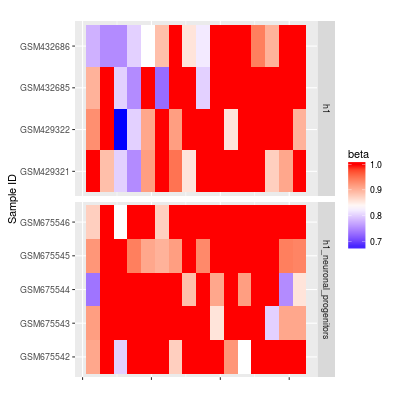 GSM432686
GSM432685
GSM429322
GSM429321
h1
GSM675546
GSM675545
GSM675544
GSM675543
GSM675542
h1_neuronal_progenitors
Sample ID
beta
1.0
0.9
0.8
0.7